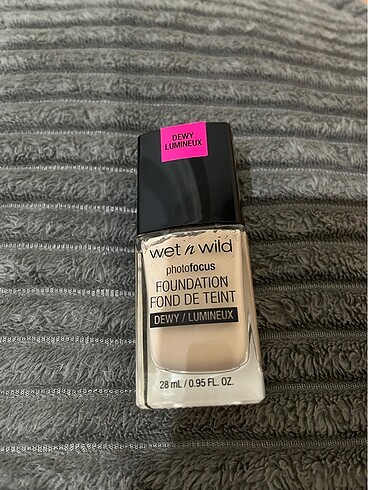 DEWY
LUMINEUX
wet n wild
photofocus
FOUNDATION
FOND DE TEINT
DEWY / LUMINEUX
28 mL / 0.95 FL. OZ.